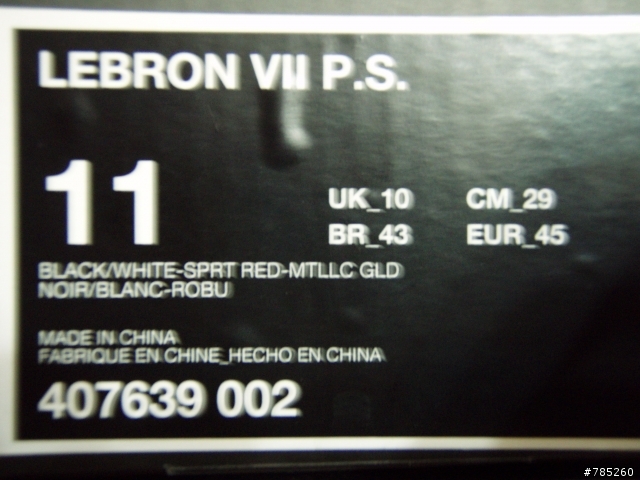 LEBRON VII P.S.
11
UK_10 CM_29
BR_43 EUR_45
BLACK/WHITE-SPRT RED-MTLLC GLD
NOIR/BLANC-ROBU
MADE IN CHINA
FABRIQUE EN CHINE_HECHO EN CHINA
407639 002
#785260